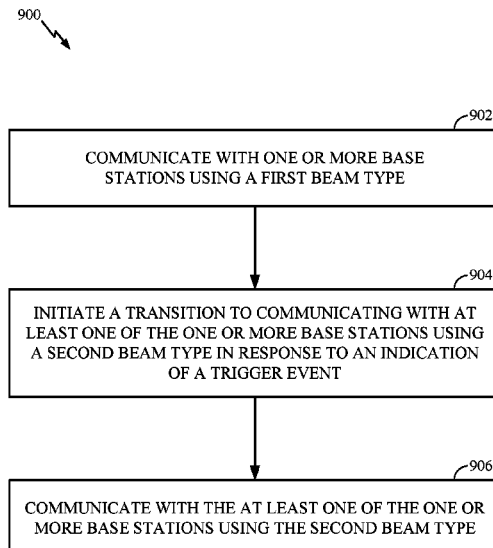 900
902
COMMUNICATE WITH ONE OR MORE BASE
STATIONS USING A FIRST BEAM TYPE
904
INITIATE A TRANSITION TO COMMUNICATING WITH AT
LEAST ONE OF THE ONE OR MORE BASE STATIONS USING
A SECOND BEAM TYPE IN RESPONSE TO AN INDICATION
OF A TRIGGER EVENT
906
COMMUNICATE WITH THE AT LEAST ONE OF THE ONE OR
MORE BASE STATIONS USING THE SECOND BEAM TYPE